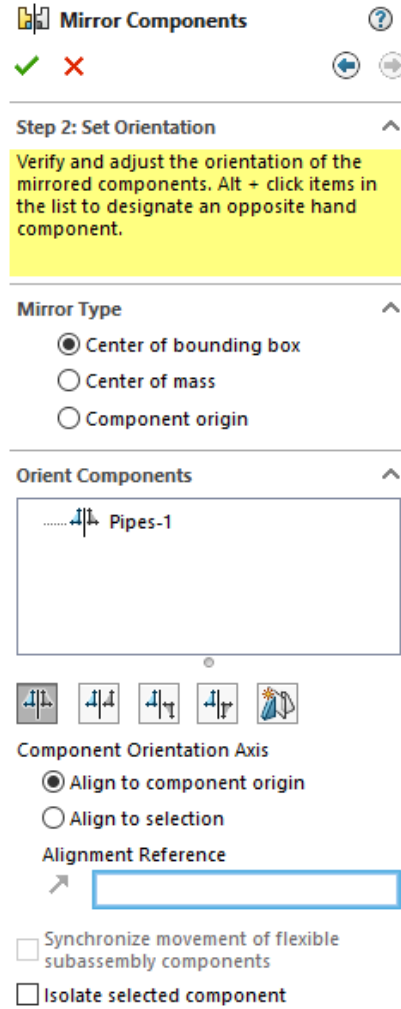 Mirror Components
Step 2: Set Orientation
Verify and adjust the orientation of the
mirrored components. Alt + click items in
the list to designate an opposite hand
component.
Mirror Type
Center of bounding box
Center of mass
Component origin
Orient Components
Pipes-1
Component Orientation Axis
Align to component origin
Align to selection
Alignment Reference
Synchronize movement of flexible
subassembly components
Isolate selected component